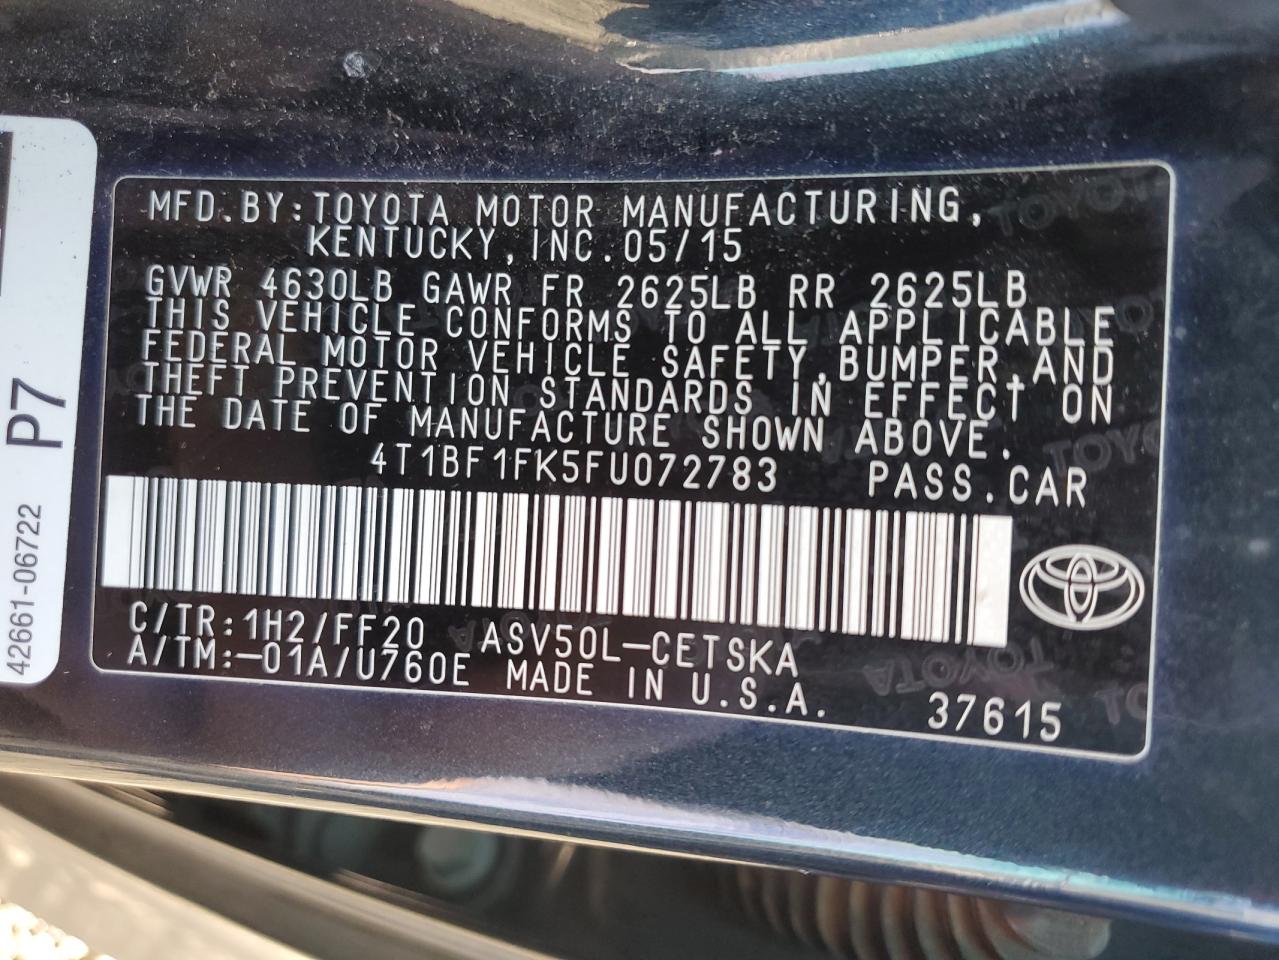 MFD.BY:TOYOTA MOTOR MANUFACTURING,
KENTUCKY,INC.05/15
GVWR 4630LB GAWR FR 2625LB RR 2625LB
THIS VEHICLE CONFORMS TO ALL APPLICABLE
FEDERAL MOTOR VEHICLE SAFETY,BUMPER,AND
THEFT PREVENTION STANDARDS IN EFFECT ON
THE DATE OF MANUFACTURE SHOWN ABOVE.
4T1BF1FK5FU072783 PASS.CAR
C/TR:1H2/FF20 ASV50L-CETSKA
A/TM:-01A/U760E MADE IN U.S.A.
37615
P7
42661-06722